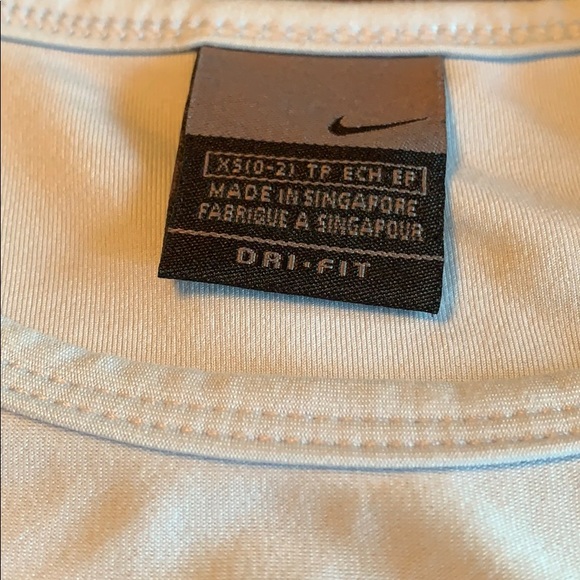 XS(0-2) TP ECH EP
MADE IN SINGAPORE
FABRIQUE A SINGAPOUR
DRI•FIT